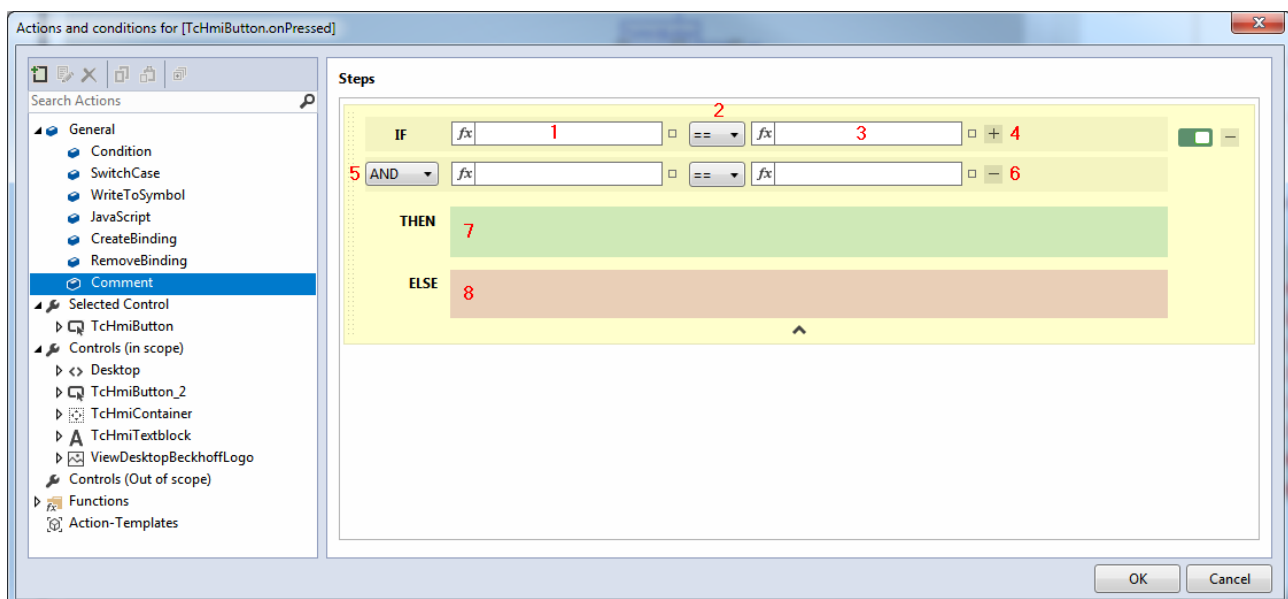 Actions and conditions for [TcHmiButton.onPressed]
Search Actions
General
Condition
SwitchCase
WriteToSymbol
JavaScript
CreateBinding
RemoveBinding
Comment
Selected Control
TcHmiButton
Controls (in scope)
Desktop
TcHmiButton_2
TcHmiContainer
TcHmiTextblock
ViewDesktopBeckhoffLogo
Controls (Out of scope)
Functions
Action-Templates
Steps
2
IF fx 1 == fx 3 + 4
5 AND fx == fx − 6
THEN 7
ELSE 8
OK Cancel